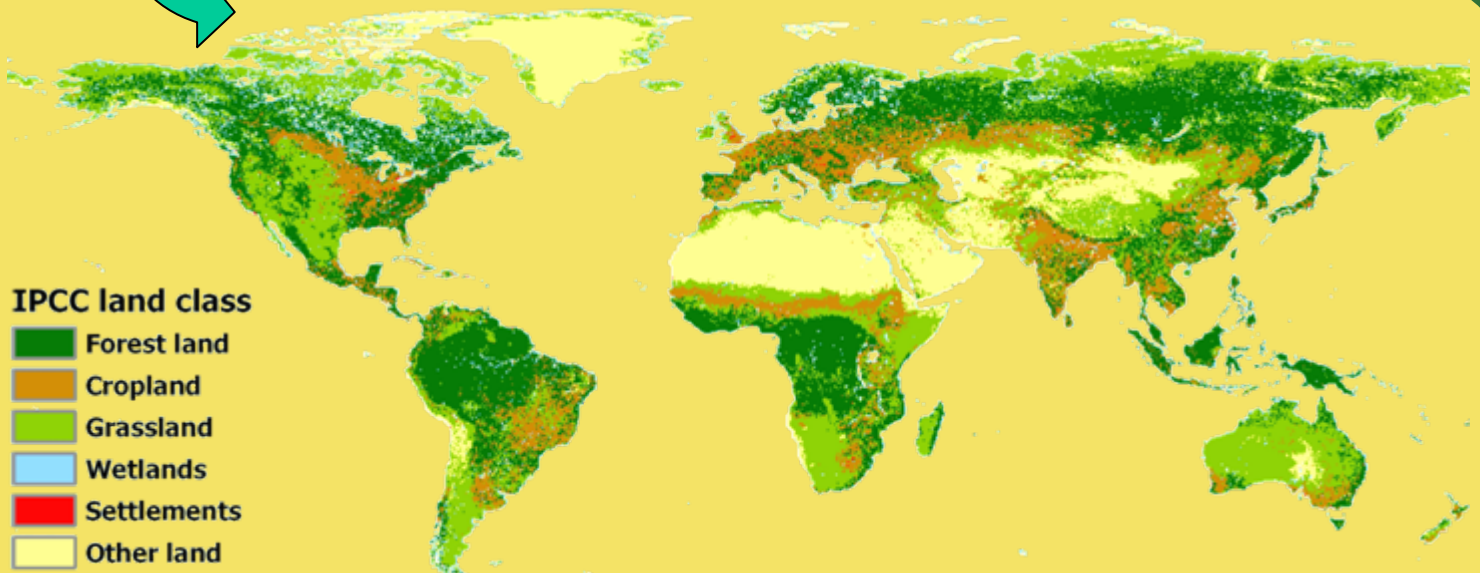 IPCC land class
Forest land
Cropland
Grassland
Wetlands
Settlements
Other land